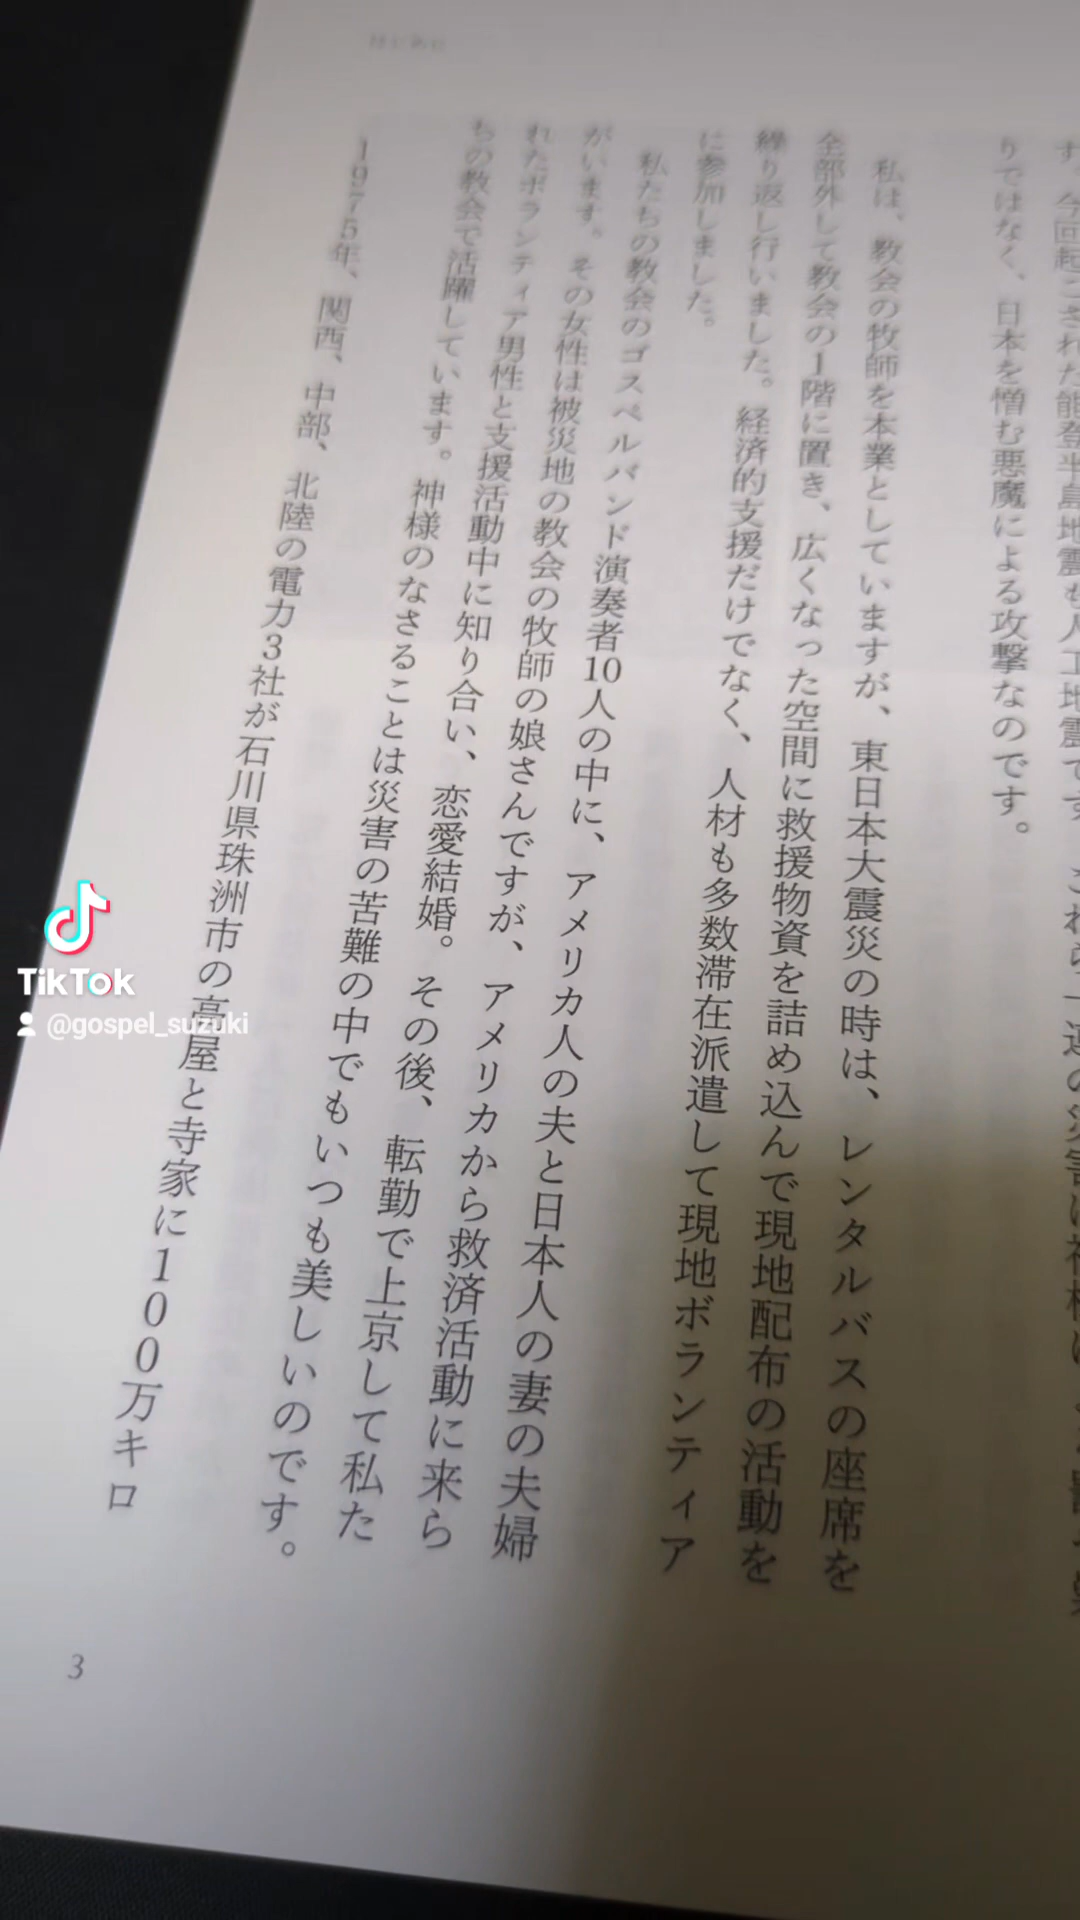 はじめに
す。今回起こされた能登半島地震も人工地震です。これら一連の災害は神様
りではなく、日本を憎む悪魔による攻撃なのです。
私は、教会の牧師を本業としていますが、東日本大震災の時は、レンタルバスの座席を
全部外して教会の1階に置き、広くなった空間に救援物資を詰め込んで現地配布の活動を
繰り返し行いました。経済的支援だけでなく、人材も多数滞在派遣して現地ボランティア
に参加しました。
私たちの教会のゴスペルバンド演奏者10人の中に、アメリカ人の夫と日本人の妻の夫婦
がいます。その女性は被災地の教会の牧師の娘さんですが、アメリカから救済活動に来ら
れたボランティア男性と支援活動中に知り合い、恋愛結婚。その後、転勤で上京して私た
ちの教会で活躍しています。神様のなさることは災害の苦難の中でもいつも美しいのです。
1975年、関西、中部、北陸の電力3社が石川県珠洲市の高屋と寺家に100万キロ
3
TikTok
@gospel_suzuki